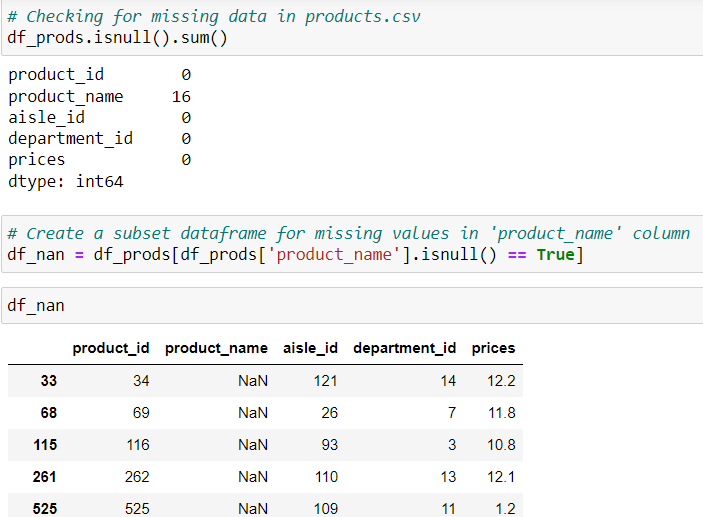 # Checking for missing data in products.csv
df_prods.isnull().sum()
product_id 0
product_name 16
aisle_id 0
department_id 0
prices 0
dtype: int64
# Create a subset dataframe for missing values in 'product_name' column
df_nan = df_prods[df_prods['product_name'].isnull() == True]
df_nan
product_id product_name aisle_id department_id prices
33 34 NaN 121 14 12.2
68 69 NaN 26 7 11.8
115 116 NaN 93 3 10.8
261 262 NaN 110 13 12.1
525 525 NaN 109 11 1.2